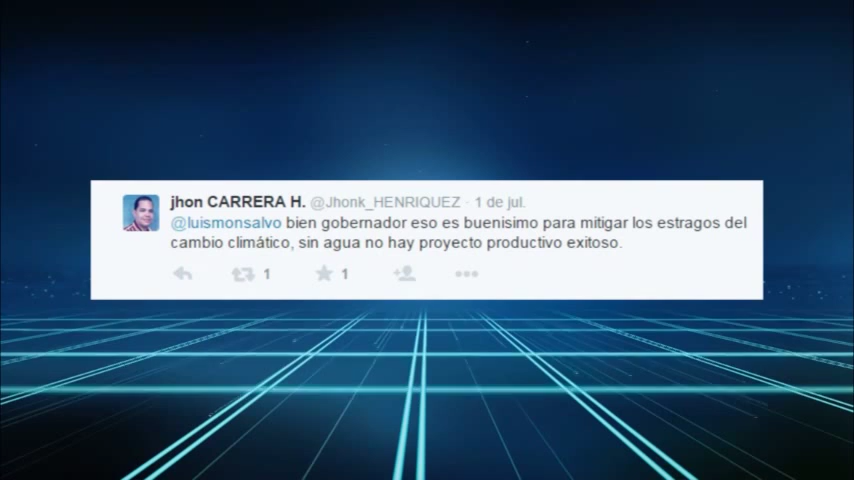 jhon CARRERA H. @Jhonk_HENRIQUEZ · 1 de jul.
@luismonsalvo bien gobernador eso es buenisimo para mitigar los estragos del
cambio climático, sin agua no hay proyecto productivo exitoso.
1 1